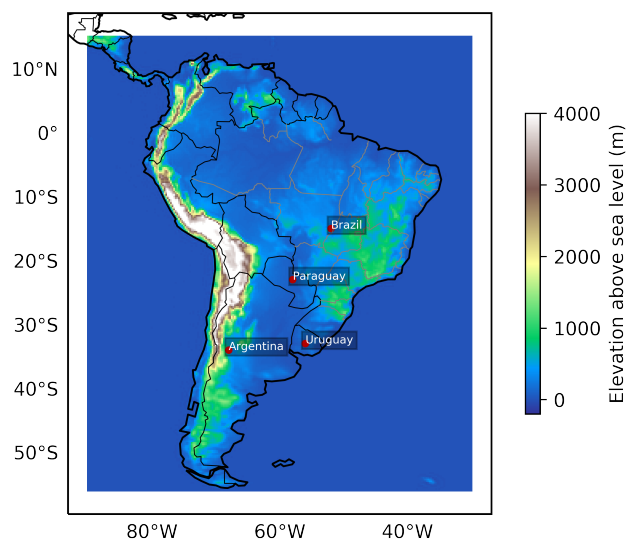 10°N
0°
10°S
20°S
30°S
40°S
50°S
80°W
60°W
40°W
Brazil
Paraguay
Uruguay
Argentina
4000
3000
2000
1000
0
Elevation above sea level (m)